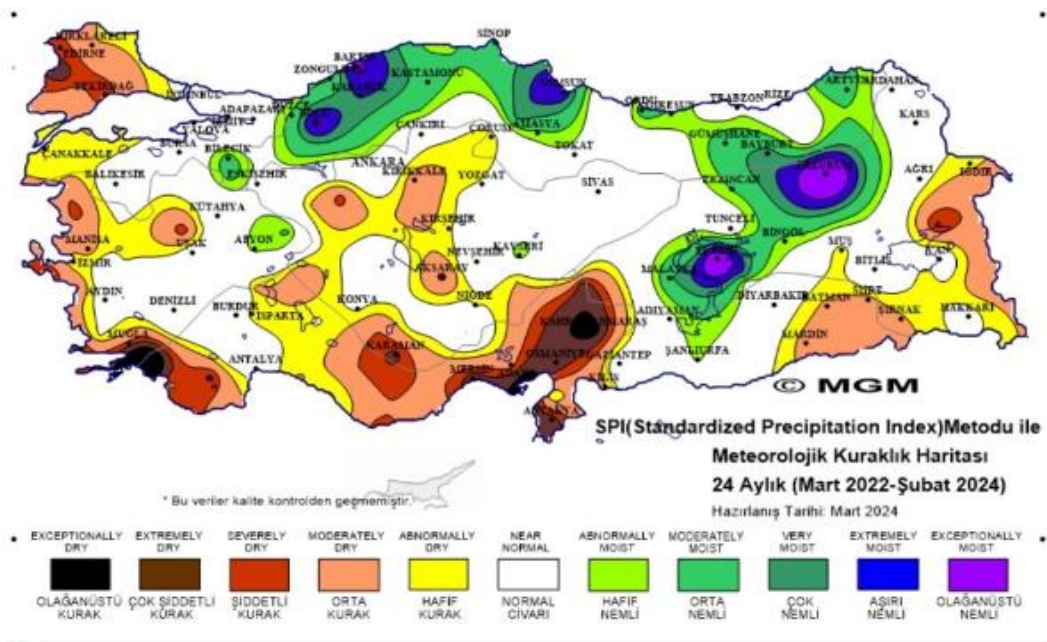 SİNOP
KIRKLARELİ
EDİRNE
BARTIN
ZONGULDAK
KARABÜK
KASTAMONU
SAMSUN
ARTVİN
ARDAHAN
TEKİRDAĞ
İSTANBUL
ADAPAZARI
ORDU
GİRESUN
TRABZON
RİZE
KARS
YALOVA
ÇANKIRI
ÇORUM
AMASYA
GÜMÜŞHANE
BAYBURT
ÇANAKKALE
BURSA
BİLECİK
ANKARA
TOKAT
BALIKESİR
ESKİŞEHİR
KIRIKKALE
YOZGAT
SİVAS
ERZİNCAN
AĞRI
IĞDIR
KÜTAHYA
KIRŞEHİR
TUNCELİ
MANİSA
UŞAK
AFYON
NEVŞEHİR
KAYSERİ
BİNGÖL
MUŞ
VAN
İZMİR
AKSARAY
MALATYA
BİTLİS
AYDIN
DENİZLİ
BURDUR
ISPARTA
KONYA
NİĞDE
ADIYAMAN
DİYARBAKIR
BATMAN
SİİRT
ŞIRNAK
HAKKARİ
MUĞLA
ANTALYA
KARAMAN
MERSİN
OSMANİYE
GAZİANTEP
ŞANLIURFA
MARDİN
KİLİS
© MGM
SPI(Standardized Precipitation Index)Metodu ile
Meteorolojik Kuraklık Haritası
24 Aylık (Mart 2022-Şubat 2024)
* Bu veriler kalite kontrolden geçmemiştir.
Hazırlanış Tarihi: Mart 2024
EXCEPTIONALLY DRY
EXTREMELY DRY
SEVERELY DRY
MODERATELY DRY
ABNORMALLY DRY
NEAR NORMAL
ABNORMALLY MOIST
MODERATELY MOIST
VERY MOIST
EXTREMELY MOIST
EXCEPTIONALLY MOIST
OLAĞANÜSTÜ KURAK
ÇOK ŞİDDETLİ KURAK
ŞİDDETLİ KURAK
ORTA KURAK
HAFİF KURAK
NORMAL CİVARI
HAFİF NEMLİ
ORTA NEMLİ
ÇOK NEMLİ
AŞIRI NEMLİ
OLAĞANÜSTÜ NEMLİ